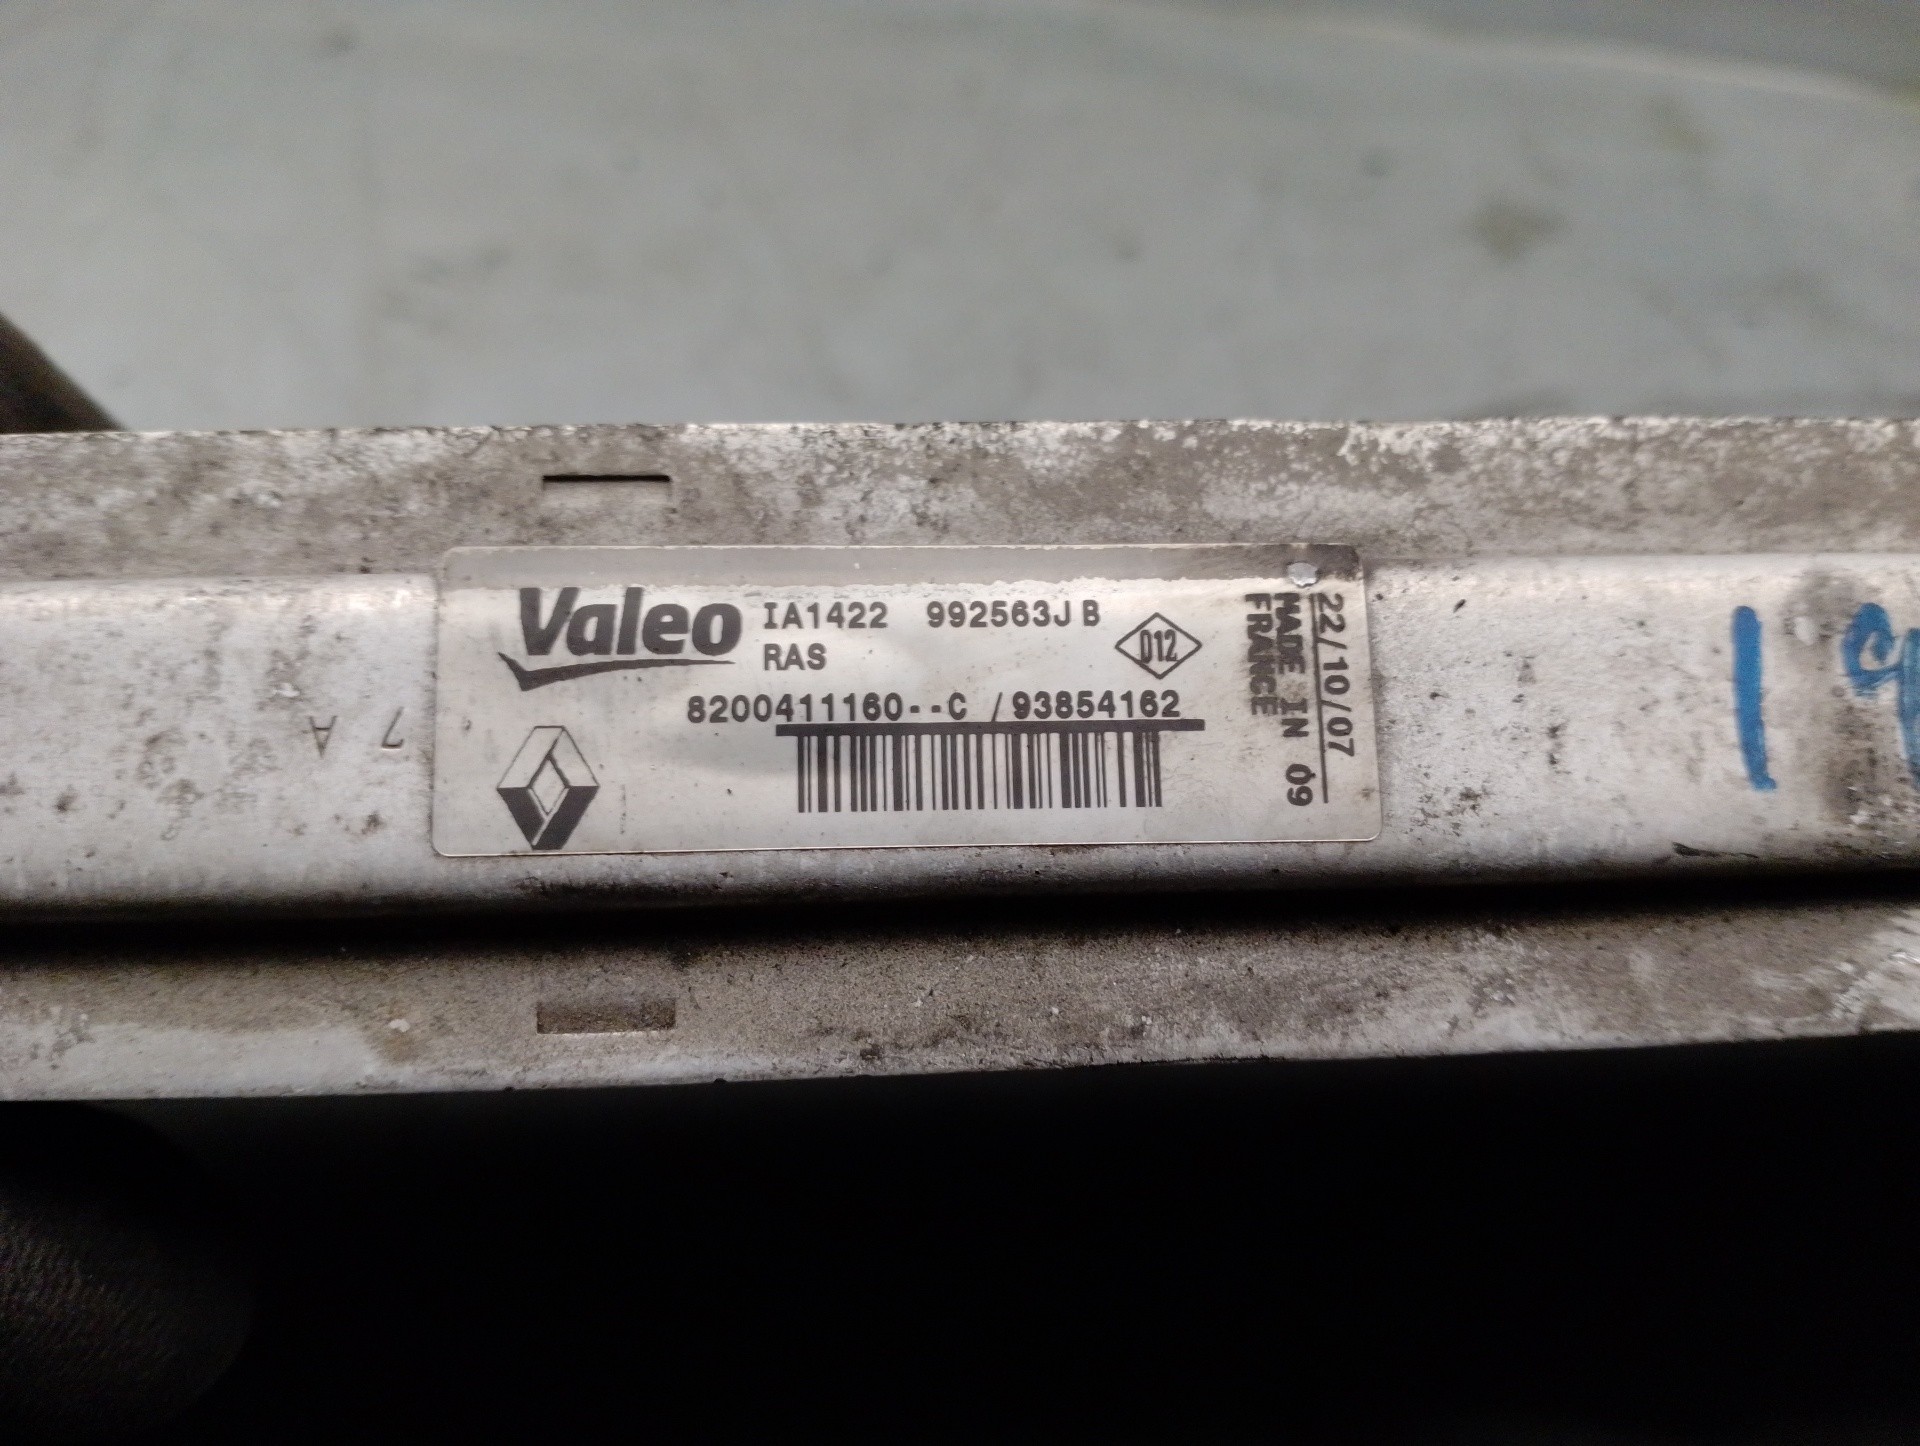 Valeo IA1422 992563J B
RAS
D12
8200411160--C /93854162
22/10/07 09
MADE IN
FRANCE
7 A